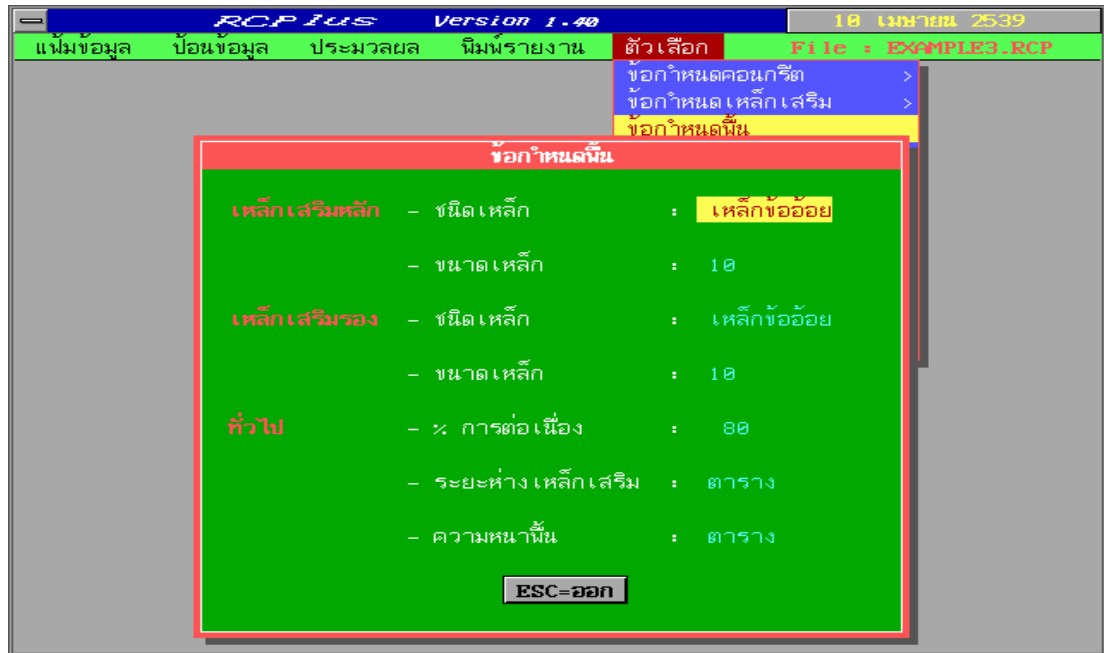 RCPlus Version 1.40 10 เมษายน 2539
แฟ้มข้อมูล ป้อนข้อมูล ประมวลผล พิมพ์รายงาน ตัวเลือก File : EXAMPLE3.RCP
ข้อกำหนดคอนกรีต >
ข้อกำหนดเหล็กเสริม >
ข้อกำหนดพื้น
ข้อกำหนดพื้น
เหล็กเสริมหลัก - ชนิดเหล็ก : เหล็กข้ออ้อย
- ขนาดเหล็ก : 10
เหล็กเสริมรอง - ชนิดเหล็ก : เหล็กข้ออ้อย
- ขนาดเหล็ก : 10
ทั่วไป - % การต่อเนื่อง : 80
- ระยะห่างเหล็กเสริม : ตาราง
- ความหนาพื้น : ตาราง
ESC=ออก